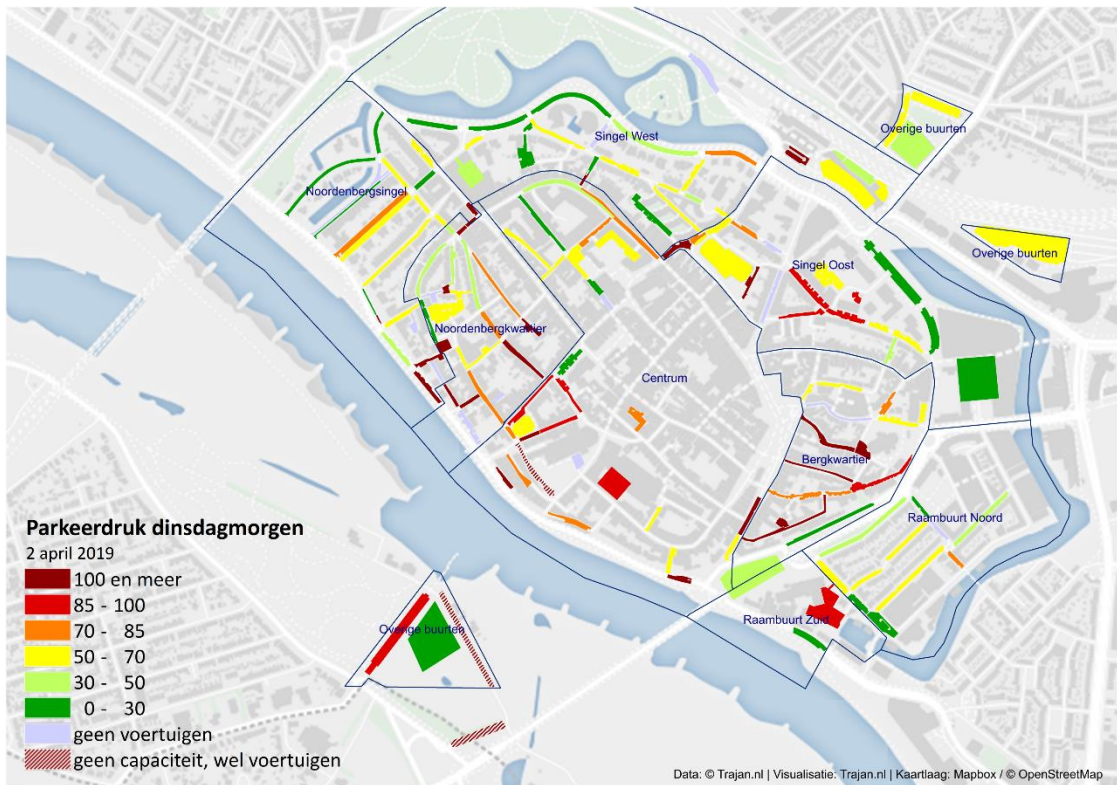 Singel West
Overige buurten
Noordenbergsingel
Overige buurten
Singel Oost
Noordenbergkwartier
Centrum
Bergkwartier
Raambuurt Noord
Raambuurt Zuid
Overige buurten
Parkeerdruk dinsdagmorgen
2 april 2019
100 en meer
85 - 100
70 - 85
50 - 70
30 - 50
0 - 30
geen voertuigen
geen capaciteit, wel voertuigen
Data: © Trajan.nl | Visualisatie: Trajan.nl | Kaartlaag: Mapbox / © OpenStreetMap